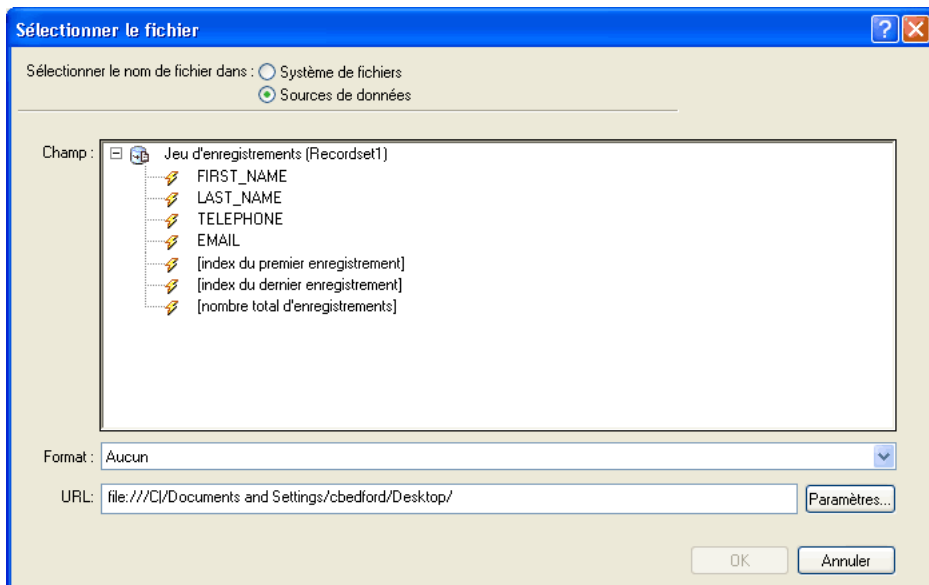 Sélectionner le fichier
Sélectionner le nom de fichier dans : Système de fichiers
Sources de données
Champ : Jeu d'enregistrements (Recordset1)
FIRST_NAME
LAST_NAME
TELEPHONE
EMAIL
[index du premier enregistrement]
[index du dernier enregistrement]
[nombre total d'enregistrements]
Format : Aucun
URL: file:///C|/Documents and Settings/cbedford/Desktop/ Paramètres...
OK Annuler